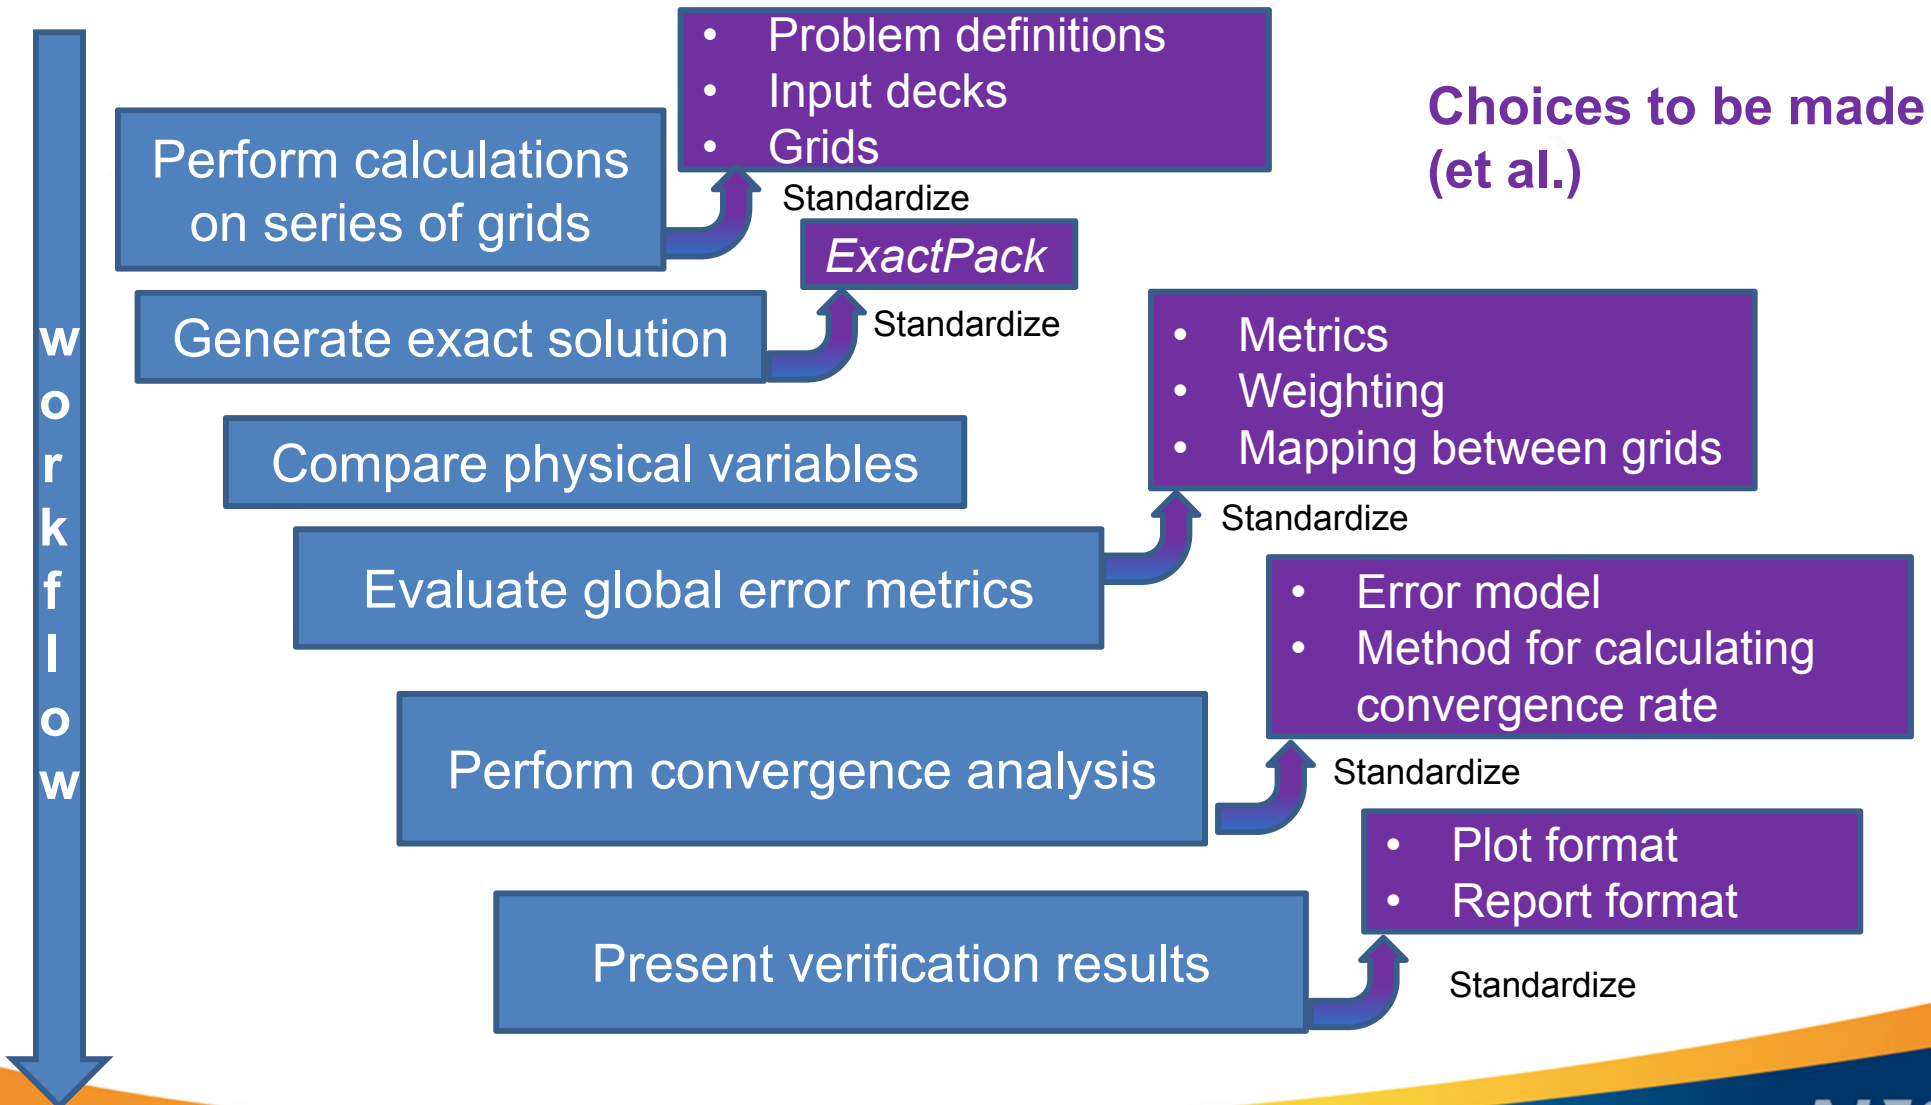 • Problem definitions
• Input decks
• Grids
Choices to be made
(et al.)
Perform calculations
on series of grids
Standardize
ExactPack
Generate exact solution
Standardize
• Metrics
• Weighting
• Mapping between grids
Compare physical variables
Standardize
Evaluate global error metrics
• Error model
• Method for calculating
convergence rate
Perform convergence analysis
Standardize
• Plot format
• Report format
Present verification results
Standardize
workflow